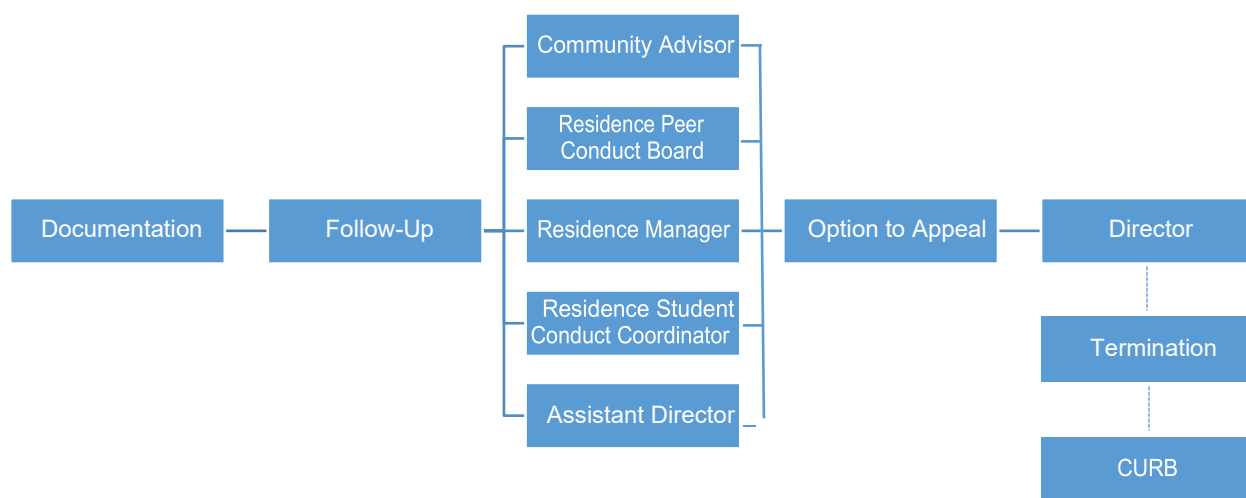 Community Advisor
Residence Peer
Conduct Board
Documentation
Follow-Up
Residence Manager
Option to Appeal
Director
Residence Student
Conduct Coordinator
Termination
Assistant Director
CURB